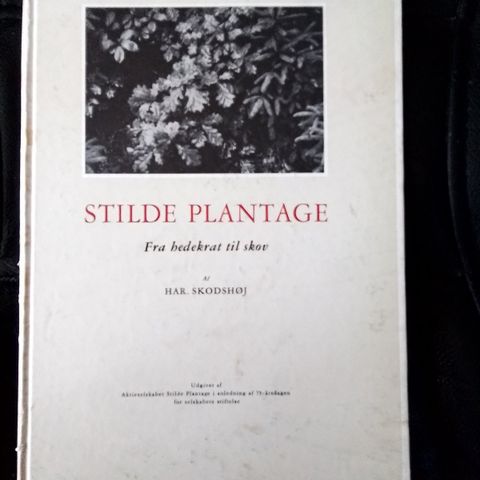 STILDE PLANTAGE
Fra hedekrat til skov
Af
HAR. SKODSHØJ
Udgivet af
Aktieselskabet Stilde Plantage i anledning af 75-årsdagen
for selskabets stiftelse